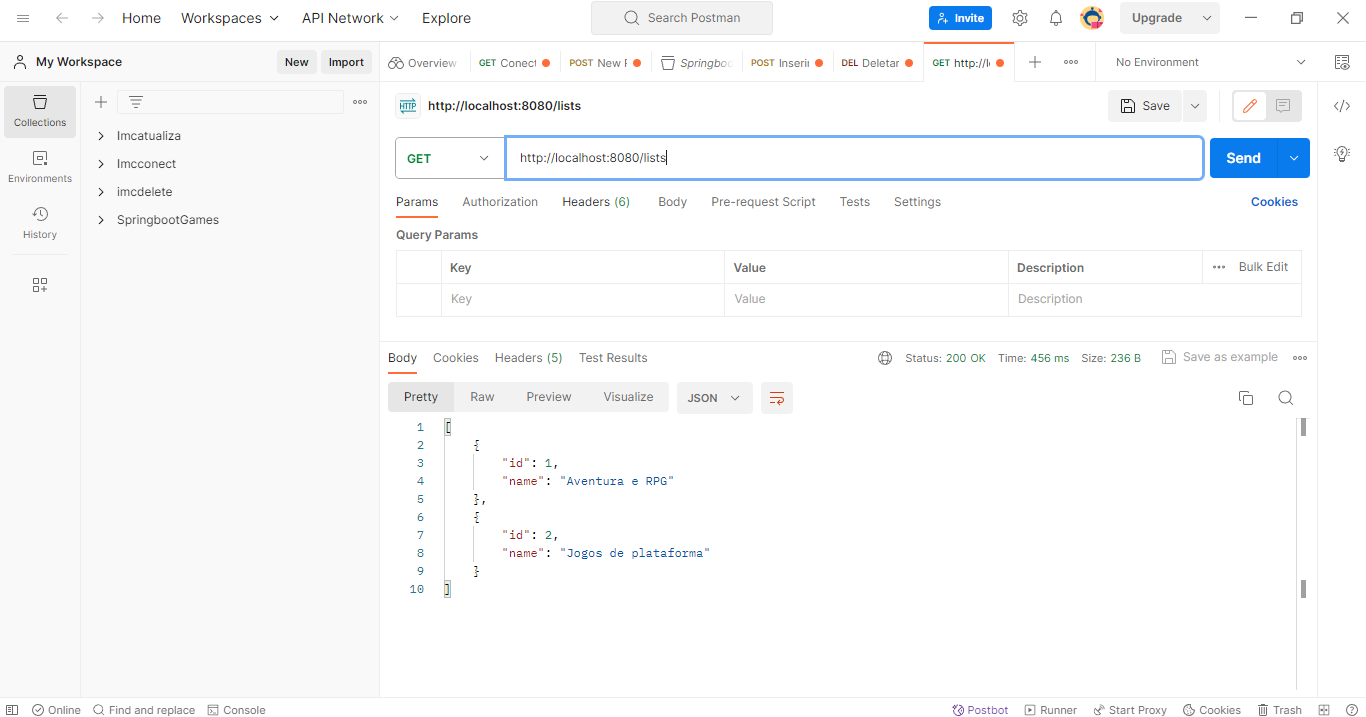 Home Workspaces API Network Explore Search Postman Invite Upgrade
My Workspace New Import Overview GET Conect POST New F Springboo POST Inserir DEL Deletar GET http://l No Environment
Collections
Environments
History
Imcatualiza
Imcconect
imcdelete
SpringbootGames
HTTP http://localhost:8080/lists Save
GET http://localhost:8080/lists Send
Params Authorization Headers (6) Body Pre-request Script Tests Settings Cookies
Query Params
Key Value Description Bulk Edit
Key Value Description
Body Cookies Headers (5) Test Results Status: 200 OK Time: 456 ms Size: 236 B Save as example
Pretty Raw Preview Visualize JSON
1 [
2 {
3 "id": 1,
4 "name": "Aventura e RPG"
5 },
6 {
7 "id": 2,
8 "name": "Jogos de plataforma"
9 }
10 ]
Online Find and replace Console Postbot Runner Start Proxy Cookies Trash